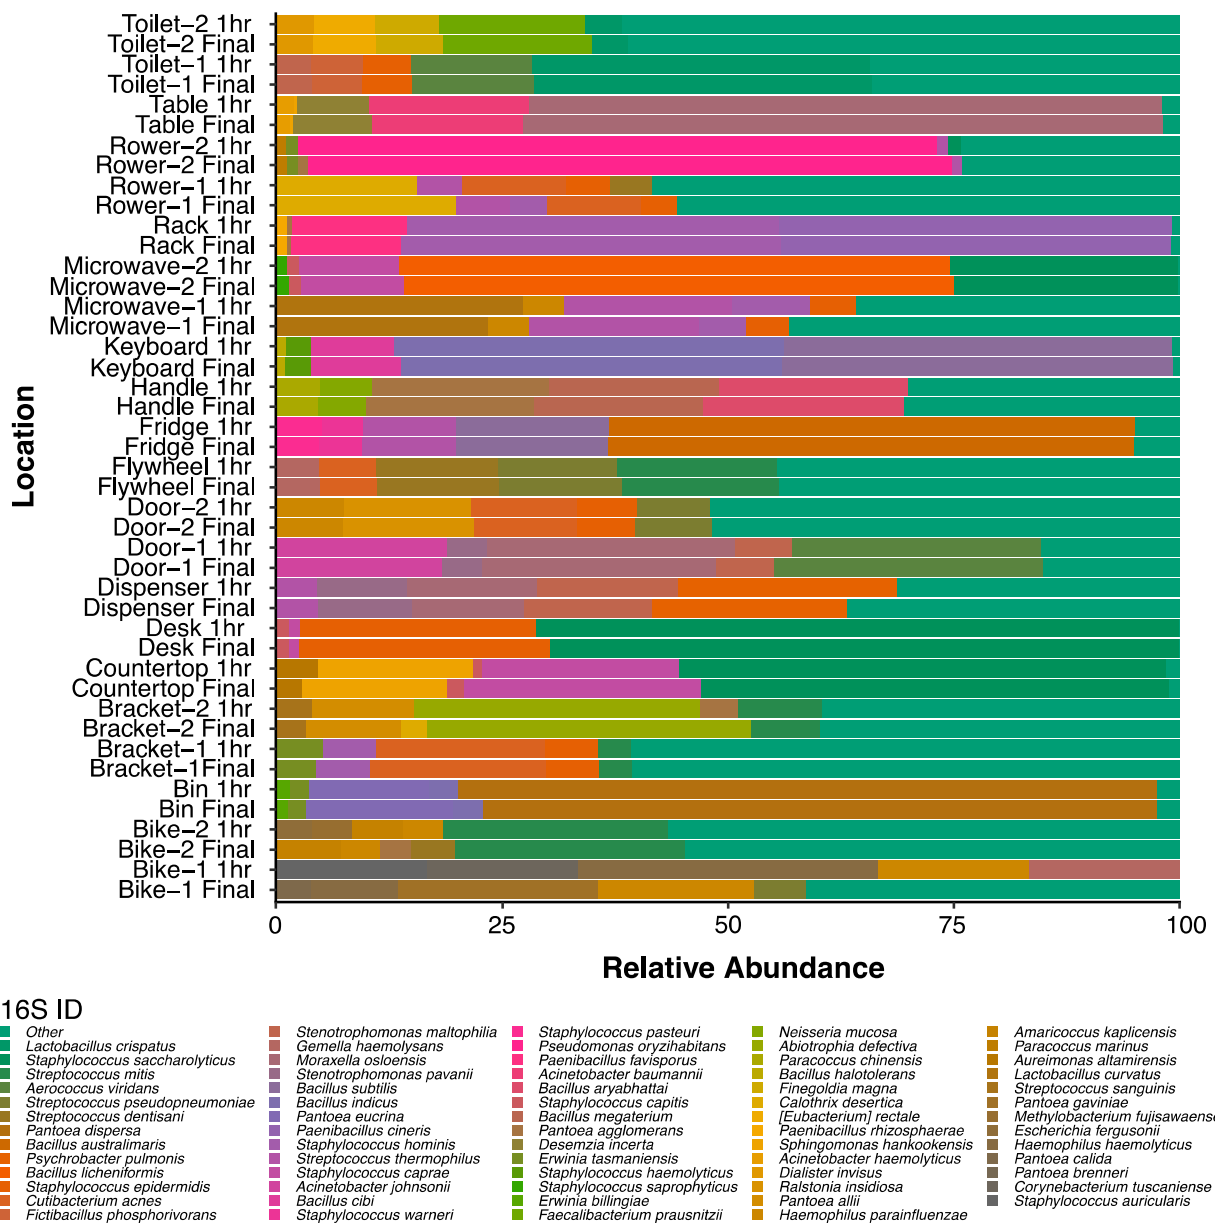 Toilet−2 1hr
Toilet−2 Final
Toilet−1 1hr
Toilet−1 Final
Table 1hr
Table Final
Rower−2 1hr
Rower−2 Final
Rower−1 1hr
Rower−1 Final
Rack 1hr
Rack Final
Microwave−2 1hr
Microwave−2 Final
Microwave−1 1hr
Microwave−1 Final
Keyboard 1hr
Keyboard Final
Handle 1hr
Handle Final
Fridge 1hr
Fridge Final
Flywheel 1hr
Flywheel Final
Door−2 1hr
Door−2 Final
Door−1 1hr
Door−1 Final
Dispenser 1hr
Dispenser Final
Desk 1hr
Desk Final
Countertop 1hr
Countertop Final
Bracket−2 1hr
Bracket−2 Final
Bracket−1 1hr
Bracket−1Final
Bin 1hr
Bin Final
Bike−2 1hr
Bike−2 Final
Bike−1 1hr
Bike−1 Final
Location
0 25 50 75 100
Relative Abundance
16S ID
Other
Lactobacillus crispatus
Staphylococcus saccharolyticus
Streptococcus mitis
Aerococcus viridans
Streptococcus pseudopneumoniae
Streptococcus dentisani
Pantoea dispersa
Bacillus australimaris
Psychrobacter pulmonis
Bacillus licheniformis
Staphylococcus epidermidis
Cutibacterium acnes
Fictibacillus phosphorivorans
Stenotrophomonas maltophilia
Gemella haemolysans
Moraxella osloensis
Stenotrophomonas pavanii
Bacillus subtilis
Bacillus indicus
Pantoea eucrina
Paenibacillus cineris
Staphylococcus hominis
Streptococcus thermophilus
Staphylococcus caprae
Acinetobacter johnsonii
Bacillus cibi
Staphylococcus warneri
Staphylococcus pasteuri
Pseudomonas oryzihabitans
Paenibacillus favisporus
Acinetobacter baumannii
Bacillus aryabhattai
Staphylococcus capitis
Bacillus megaterium
Pantoea agglomerans
Desemzia incerta
Erwinia tasmaniensis
Staphylococcus haemolyticus
Staphylococcus saprophyticus
Erwinia billingiae
Faecalibacterium prausnitzii
Neisseria mucosa
Abiotrophia defectiva
Paracoccus chinensis
Bacillus halotolerans
Finegoldia magna
Calothrix desertica
[Eubacterium] rectale
Paenibacillus rhizosphaerae
Sphingomonas hankookensis
Acinetobacter haemolyticus
Dialister invisus
Ralstonia insidiosa
Pantoea allii
Haemophilus parainfluenzae
Amaricoccus kaplicensis
Paracoccus marinus
Aureimonas altamirensis
Lactobacillus curvatus
Streptococcus sanguinis
Pantoea gaviniae
Methylobacterium fujisawaense
Escherichia fergusonii
Haemophilus haemolyticus
Pantoea calida
Pantoea brenneri
Corynebacterium tuscaniense
Staphylococcus auricularis